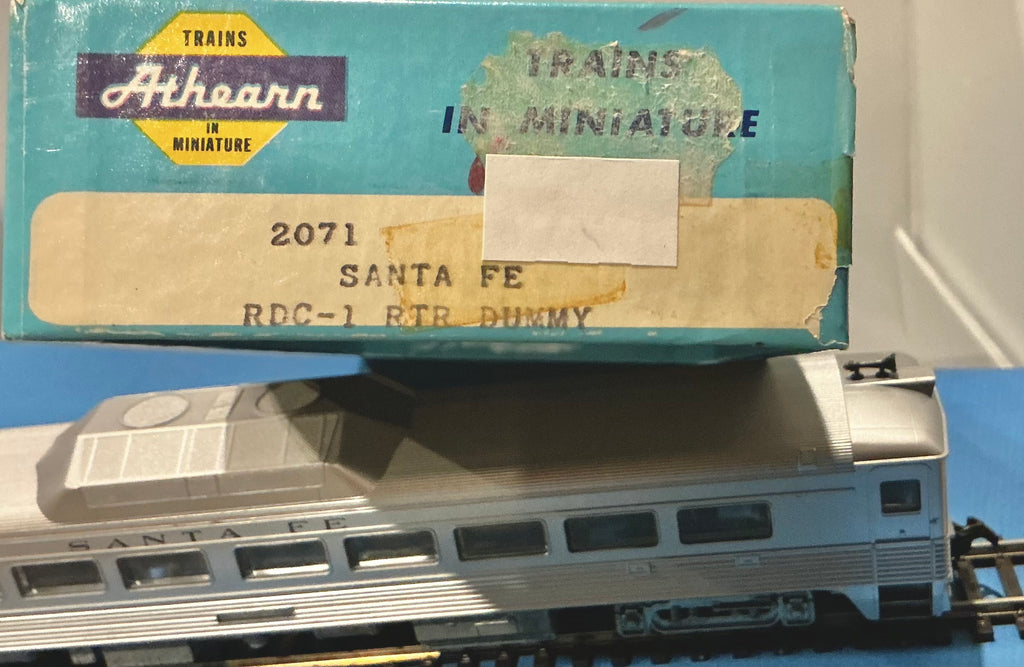 TRAINS
Athearn
IN
MINIATURE
TRAINS
IN MINIATURE
2071
SANTA FE
RDC-1 RTR DUMMY
SANTA FE